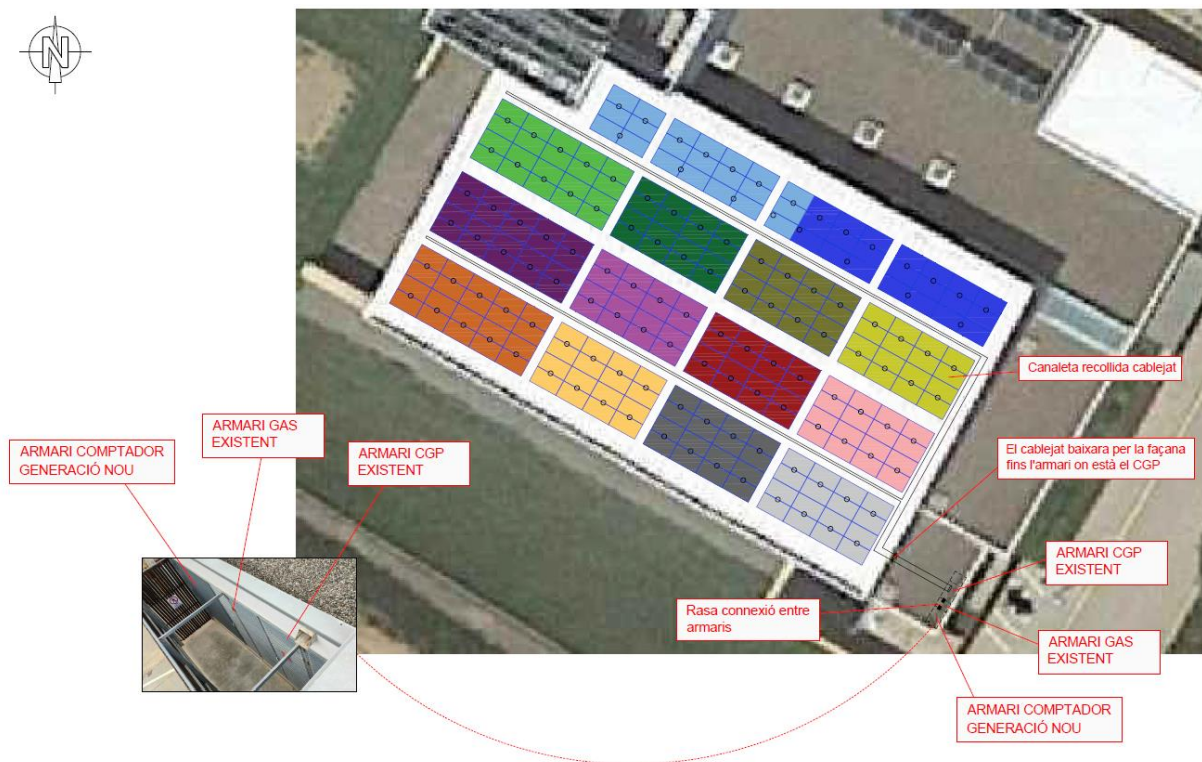 N
Canaleta recollida cablejat
ARMARI GAS
EXISTENT
ARMARI COMPTADOR
GENERACIÓ NOU
ARMARI CGP
EXISTENT
El cablejat baixara per la façana
fins l'armari on està el CGP
ARMARI CGP
EXISTENT
Rasa connexió entre
armaris
ARMARI GAS
EXISTENT
ARMARI COMPTADOR
GENERACIÓ NOU